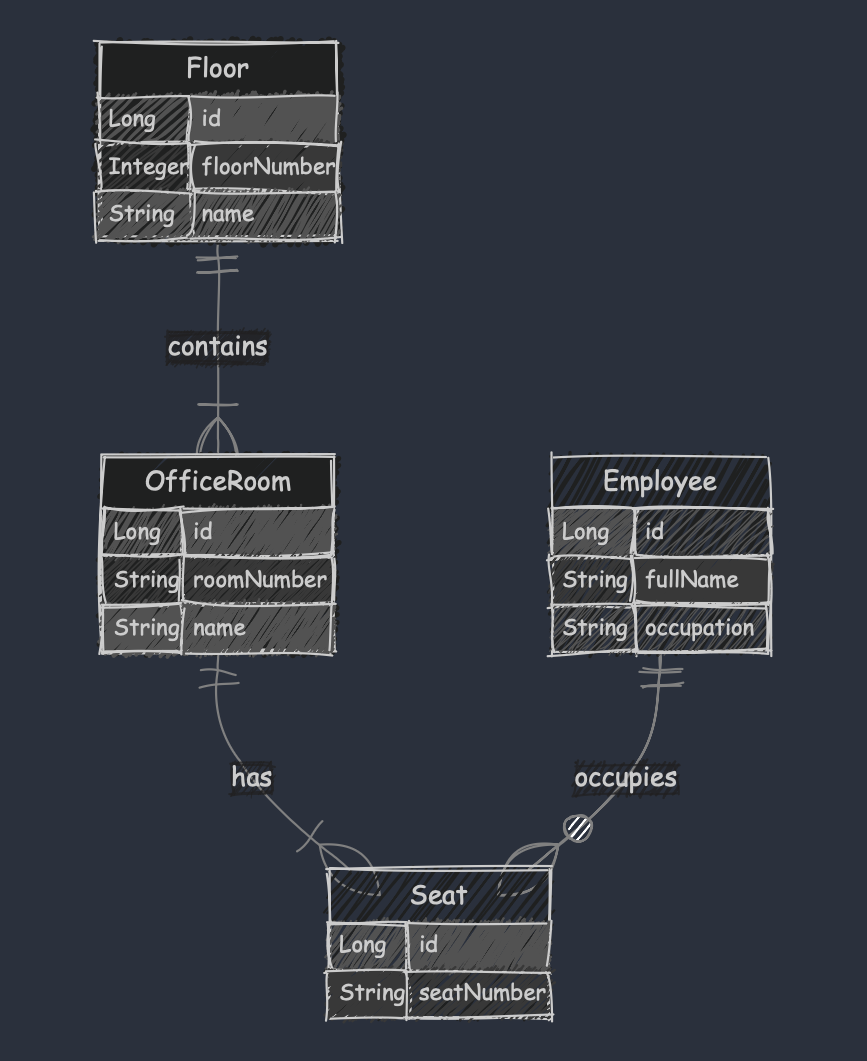 Floor
Long id
Integer floorNumber
String name
contains
OfficeRoom
Long id
String roomNumber
String name
Employee
Long id
String fullName
String occupation
has
occupies
Seat
Long id
String seatNumber